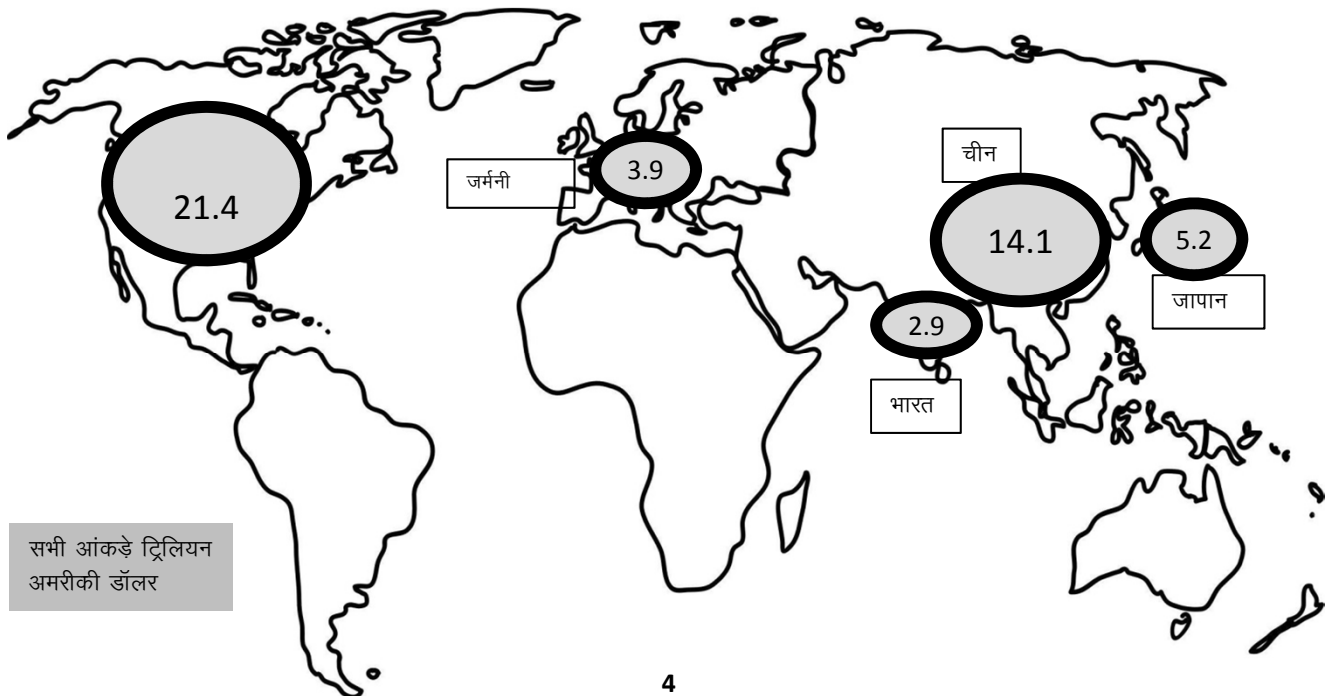 चीन
जर्मनी
3.9
21.4
14.1
5.2
जापान
2.9
भारत
सभी आंकड़े ट्रिलियन
अमरीकी डॉलर
4